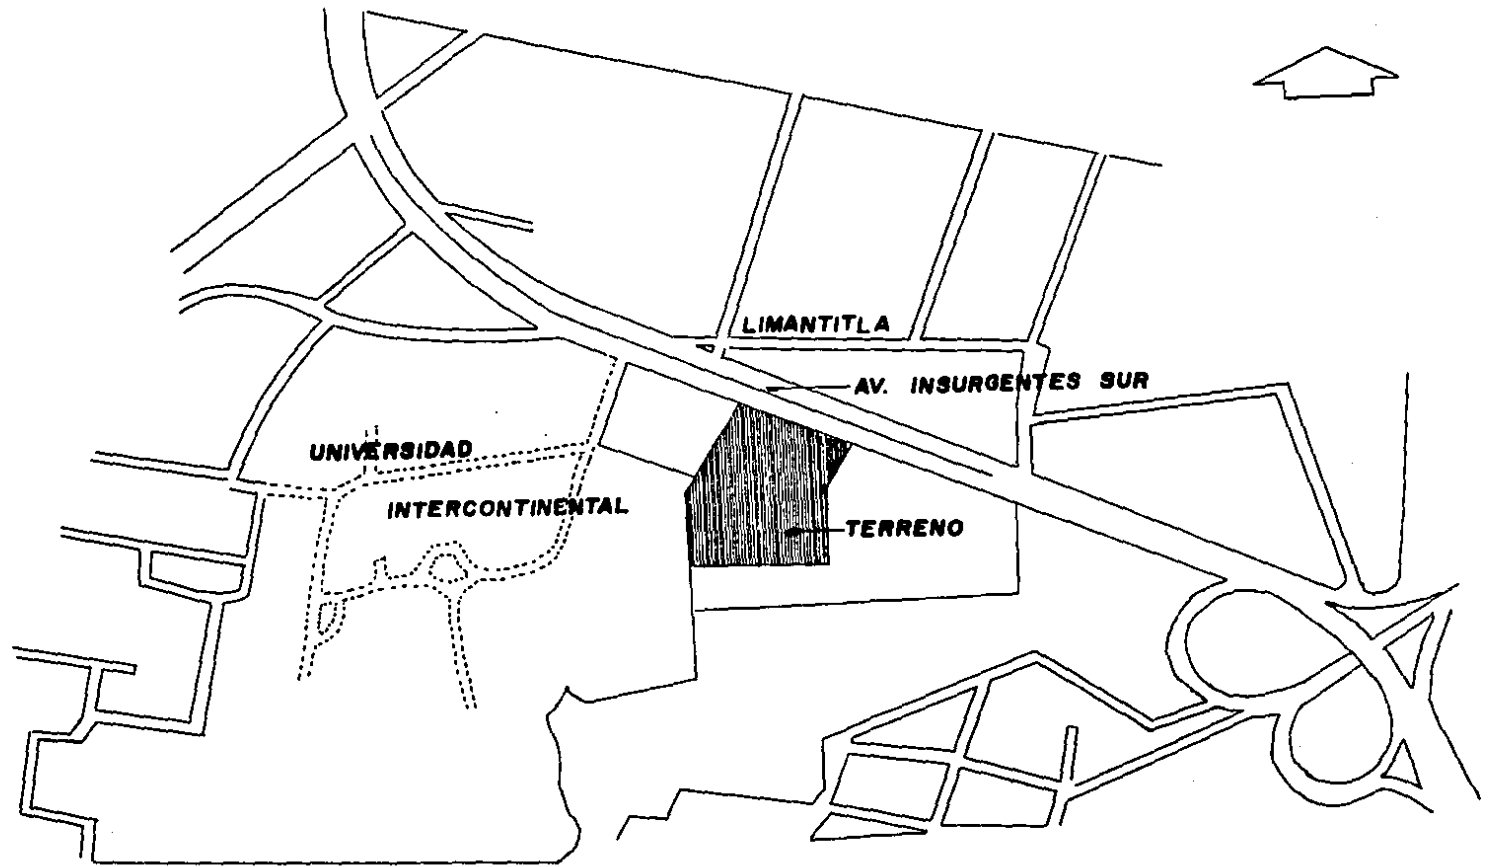 LIMANTITLA
AV. INSURGENTES SUR
UNIVERSIDAD
INTERCONTINENTAL
TERRENO